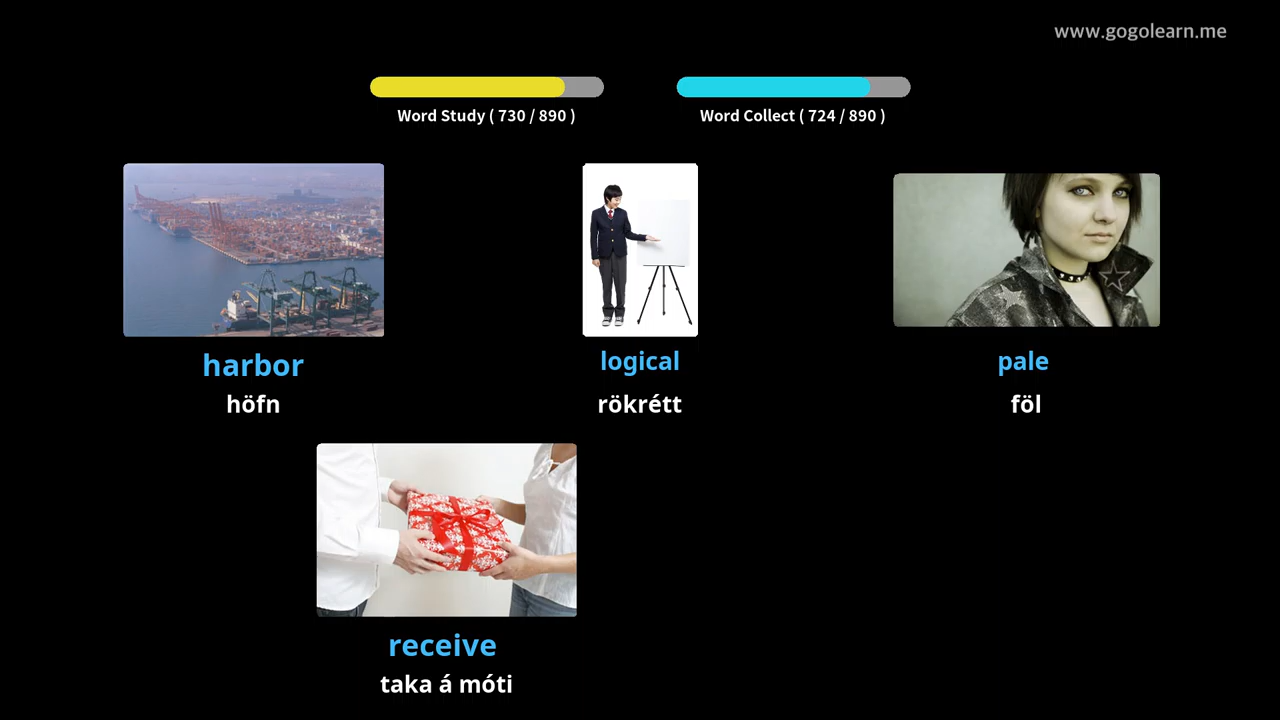 www.gogolearn.me
Word Study ( 730 / 890 )
Word Collect ( 724 / 890 )
harbor
höfn
logical
rökrétt
pale
föl
receive
taka á móti